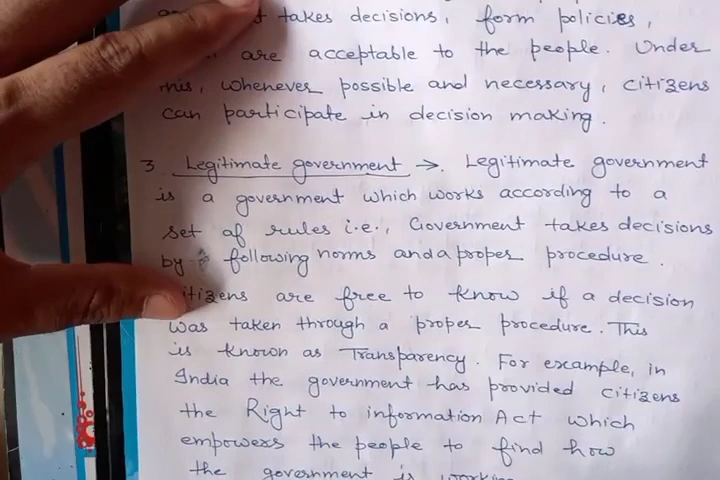 takes decisions, form policies,
are acceptable to the people. Under
this, whenever possible and necessary, citizens
can participate in decision making.
3. Legitimate government →. Legitimate government
is a government which works according to a
set of rules i.e., Government takes decisions
by following norms and a proper procedure.
Citizens are free to know if a decision
was taken through a proper procedure. This
is known as Transparency. For example, in
India the government has provided citizens
the Right to information Act which
empowers the people to find how
the government is working